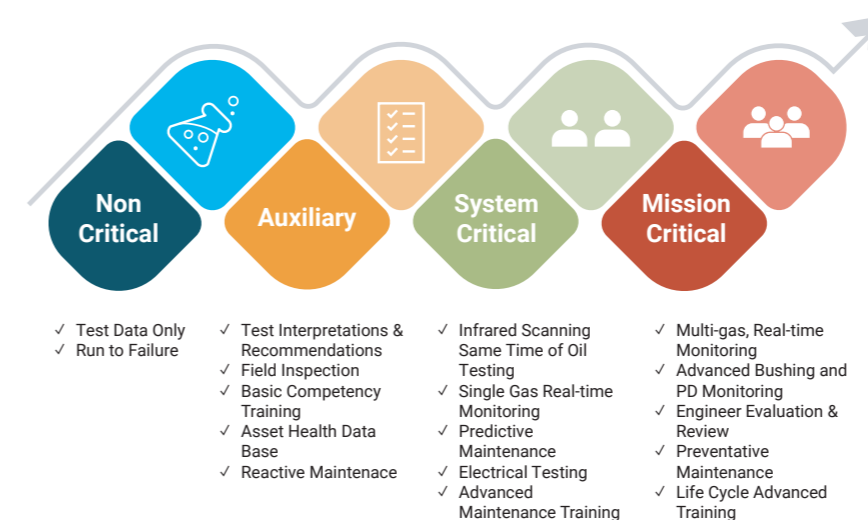 Non
Critical
Auxiliary
System
Critical
Mission
Critical
✓ Test Data Only
✓ Run to Failure
✓ Test Interpretations &
Recommendations
✓ Field Inspection
✓ Basic Competency
Training
✓ Asset Health Data
Base
✓ Reactive Maintenace
✓ Infrared Scanning
Same Time of Oil
Testing
✓ Single Gas Real-time
Monitoring
✓ Predictive
Maintenance
✓ Electrical Testing
✓ Advanced
Maintenance Training
✓ Multi-gas, Real-time
Monitoring
✓ Advanced Bushing and
PD Monitoring
✓ Engineer Evaluation &
Review
✓ Preventative
Maintenance
✓ Life Cycle Advanced
Training